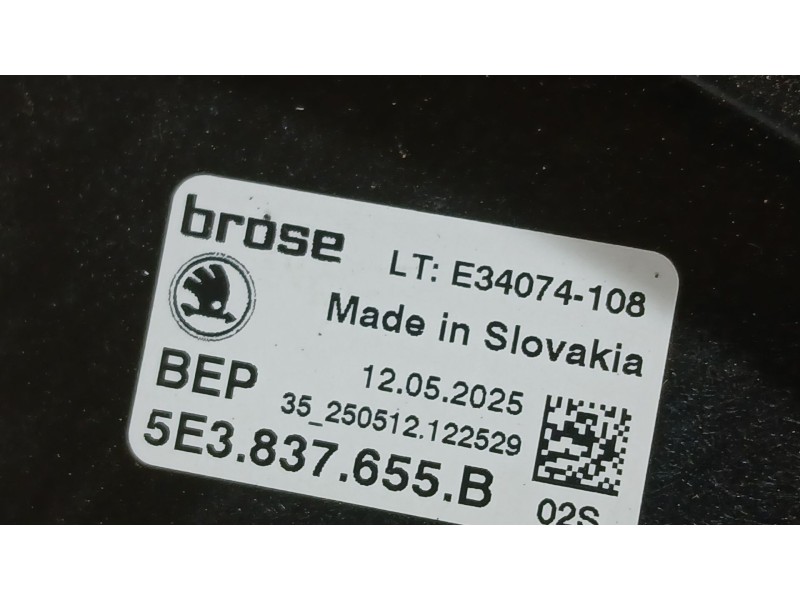 brose
LT: E34074-108
Made in Slovakia
BEP
12.05.2025
35_250512.122529
5E3.837.655.B
02S